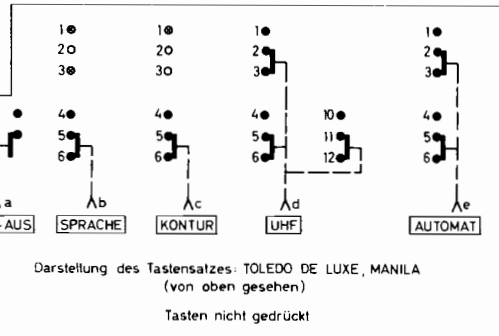 1 1 1 1
2 2 2 2
3 3 3 3
4 4 4 10 4
5 5 5 11 5
6 6 6 12 6
a b c d e
-AUS SPRACHE KONTUR UHF AUTOMAT
Darstellung des Tastensatzes: TOLEDO DE LUXE, MANILA
(von oben gesehen)
Tasten nicht gedrückt